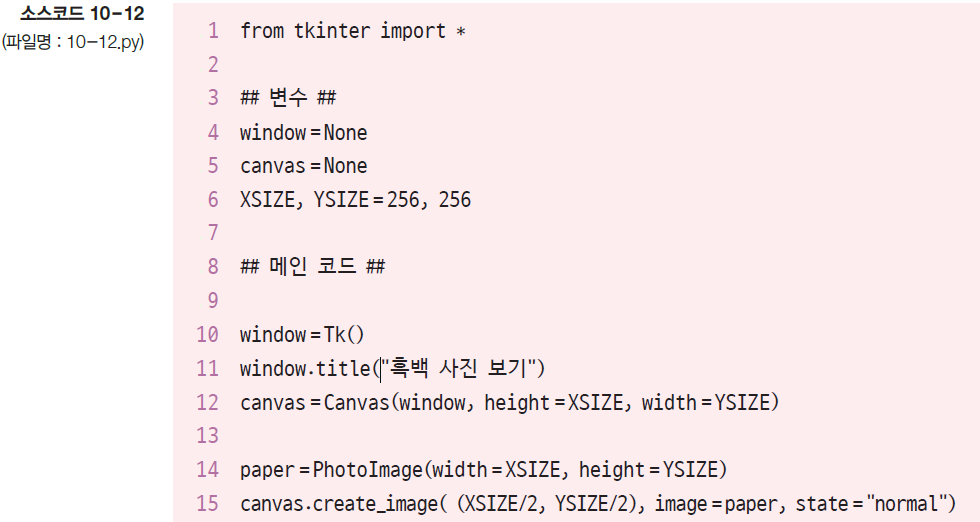 소스코드 10-12
(파일명 : 10-12.py)
1 from tkinter import *
2
3 ## 변수 ##
4 window=None
5 canvas=None
6 XSIZE, YSIZE=256, 256
7
8 ## 메인 코드 ##
9
10 window=Tk()
11 window.title("흑백 사진 보기")
12 canvas=Canvas(window, height=XSIZE, width=YSIZE)
13
14 paper=PhotoImage(width=XSIZE, height=YSIZE)
15 canvas.create_image( (XSIZE/2, YSIZE/2), image=paper, state="normal")